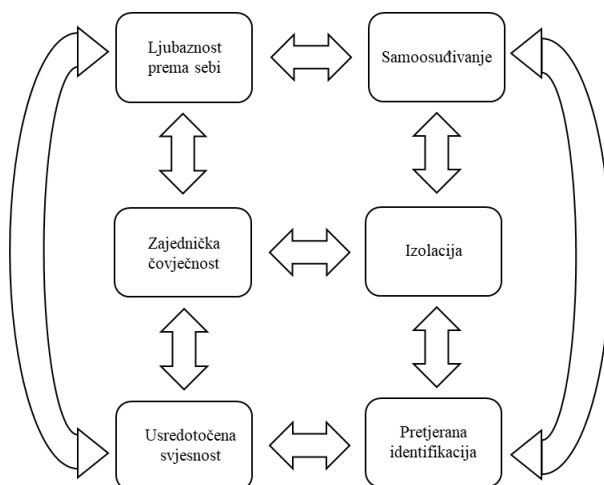 Ljubaznost
prema sebi
Samoosuđivanje
Zajednička
čovječnost
Izolacija
Usredotočena
svjesnost
Pretjerana
identifikacija